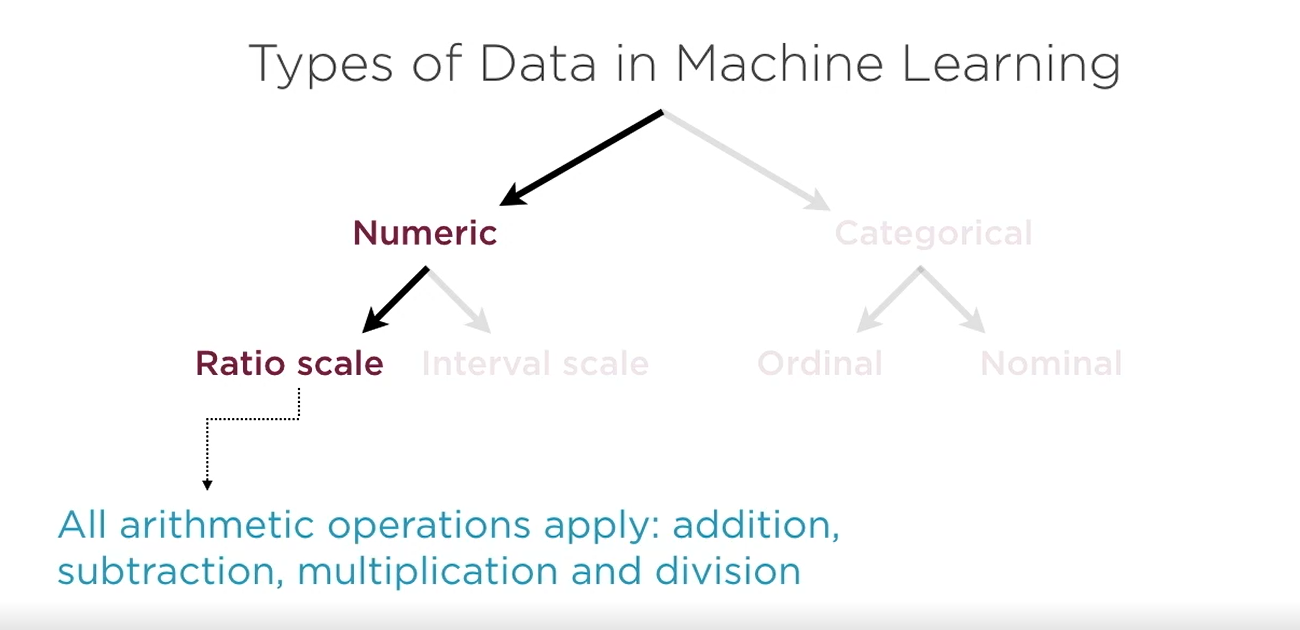 Types of Data in Machine Learning
Numeric
Categorical
Ratio scale
Interval scale
Ordinal
Nominal
All arithmetic operations apply: addition,
subtraction, multiplication and division